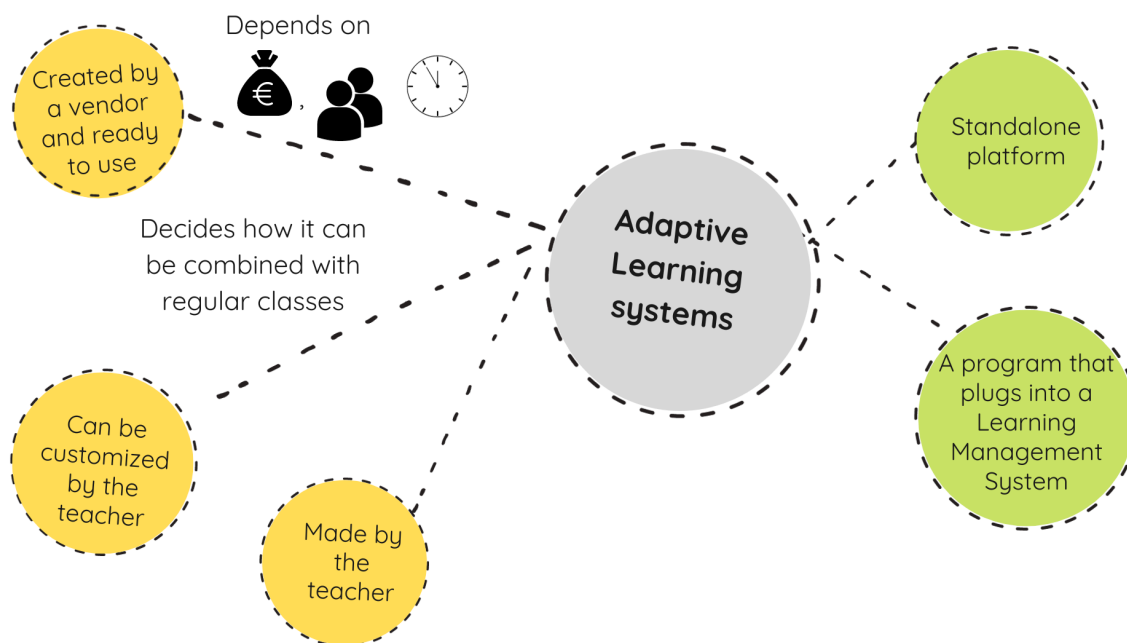 Depends on
€
,
Created by
a vendor
and ready
to use
Decides how it can
be combined with
regular classes
Can be
customized
by the
teacher
Made by
the
teacher
Adaptive
Learning
systems
Standalone
platform
A program that
plugs into a
Learning
Management
System